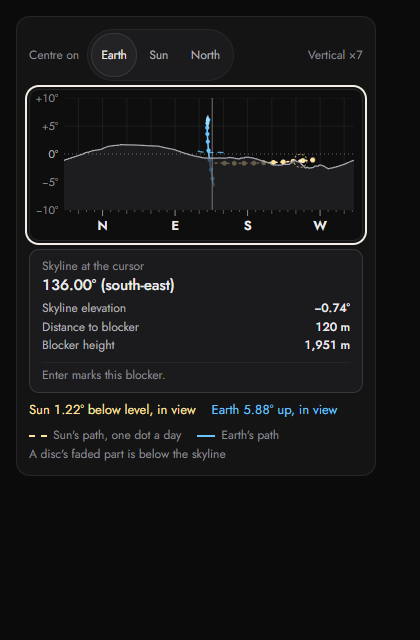 Centre on Earth Sun North Vertical ×7
+10°
+5°
0°
−5°
−10°
N E S W
Skyline at the cursor
136.00° (south-east)
Skyline elevation −0.74°
Distance to blocker 120 m
Blocker height 1,951 m
Enter marks this blocker.
Sun 1.22° below level, in view Earth 5.88° up, in view
Sun's path, one dot a day Earth's path
A disc's faded part is below the skyline